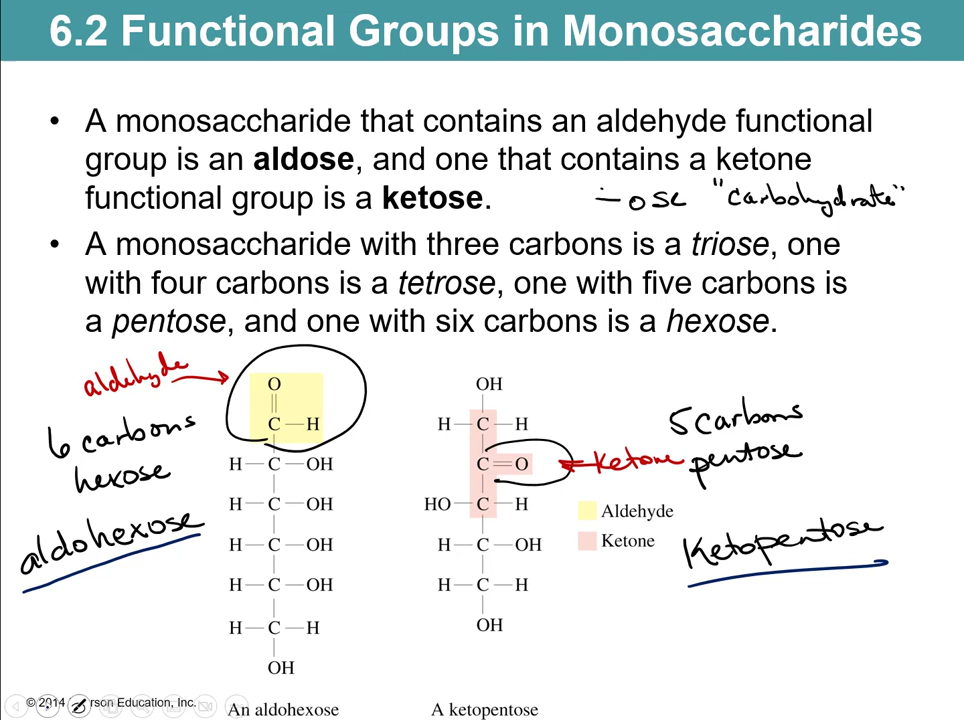 6.2 Functional Groups in Monosaccharides
• A monosaccharide that contains an aldehyde functional
group is an aldose, and one that contains a ketone
functional group is a ketose.
– ose "carbohydrate"
• A monosaccharide with three carbons is a triose, one
with four carbons is a tetrose, one with five carbons is
a pentose, and one with six carbons is a hexose.
aldehyde
6 carbons
hexose
aldohexose
O
C—H
H—C—OH
H—C—OH
H—C—OH
H—C—OH
H—C—H
OH
An aldohexose
OH
H—C—H
C=O
HO—C—H
H—C—OH
H—C—H
OH
A ketopentose
ketone
5 carbons
pentose
Aldehyde
Ketone
Ketopentose
© 2014 rson Education, Inc.